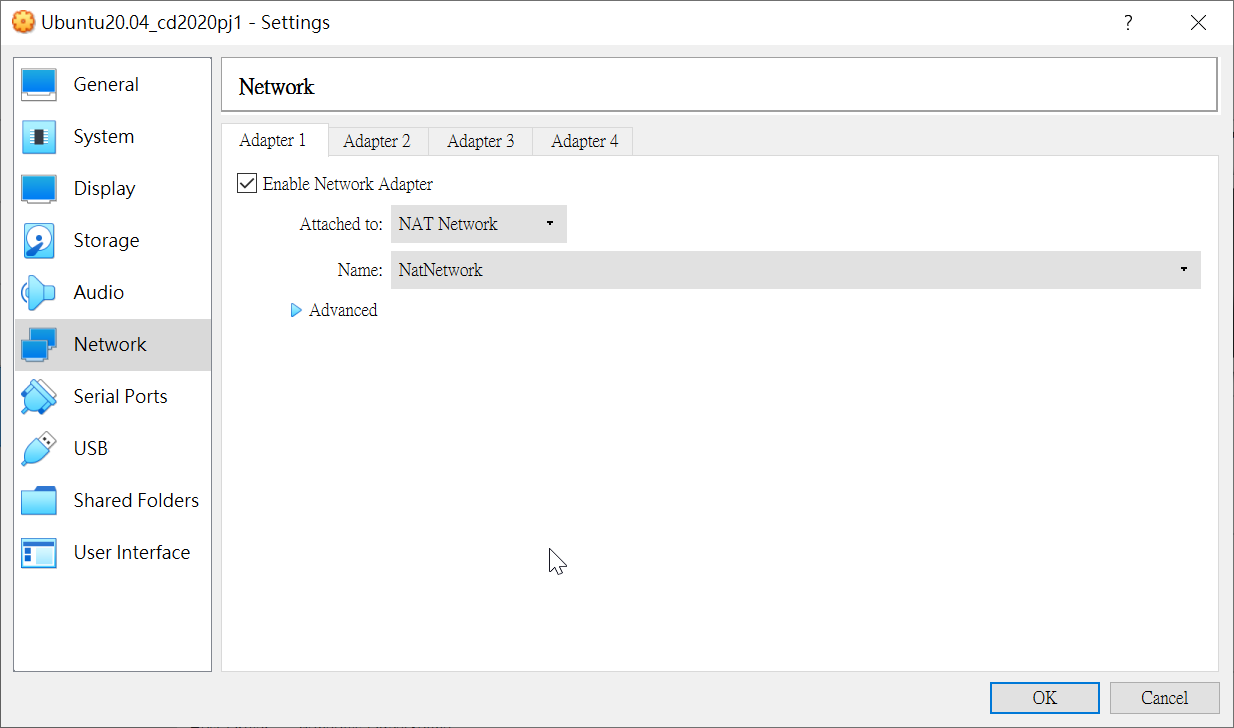 Ubuntu20.04_cd2020pj1 - Settings
?
General
System
Display
Storage
Audio
Network
Serial Ports
USB
Shared Folders
User Interface
Network
Adapter 1 Adapter 2 Adapter 3 Adapter 4
Enable Network Adapter
Attached to: NAT Network
Name: NatNetwork
Advanced
OK Cancel